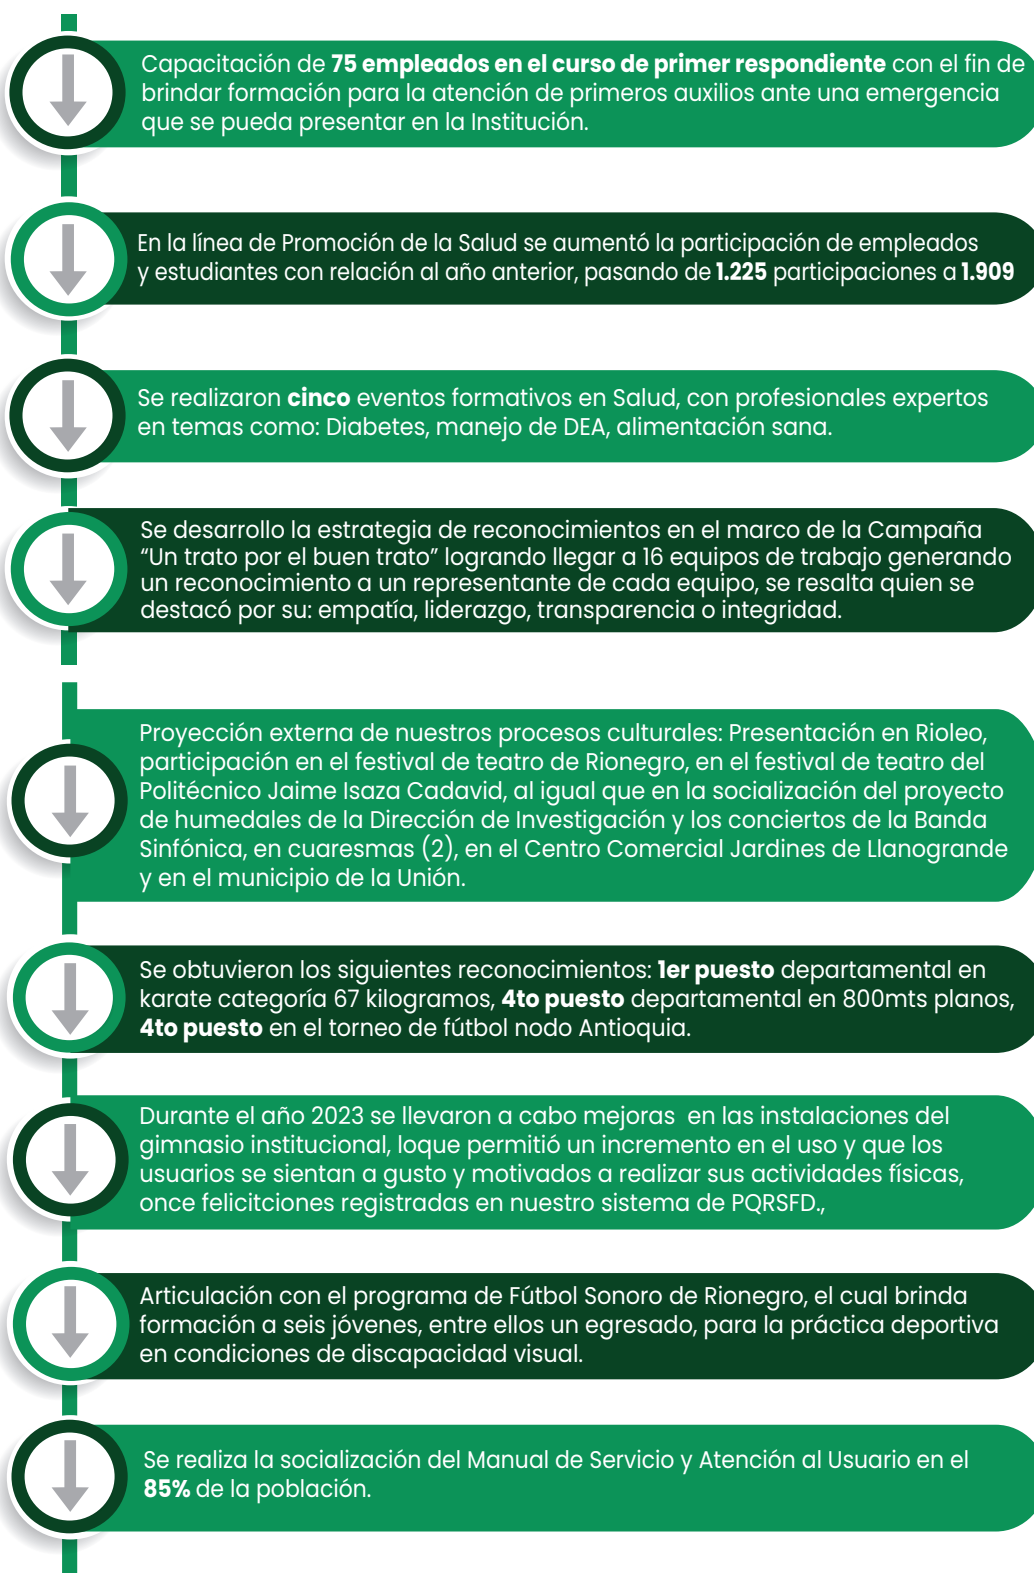 Capacitación de 75 empleados en el curso de primer respondiente con el fin de
brindar formación para la atención de primeros auxilios ante una emergencia
que se pueda presentar en la Institución.
En la línea de Promoción de la Salud se aumentó la participación de empleados
y estudiantes con relación al año anterior, pasando de 1.225 participaciones a 1.909
Se realizaron cinco eventos formativos en Salud, con profesionales expertos
en temas como: Diabetes, manejo de DEA, alimentación sana.
Se desarrollo la estrategia de reconocimientos en el marco de la Campaña
“Un trato por el buen trato” logrando llegar a 16 equipos de trabajo generando
un reconocimiento a un representante de cada equipo, se resalta quien se
destacó por su: empatía, liderazgo, transparencia o integridad.
Proyección externa de nuestros procesos culturales: Presentación en Rioleo,
participación en el festival de teatro de Rionegro, en el festival de teatro del
Politécnico Jaime Isaza Cadavid, al igual que en la socialización del proyecto
de humedales de la Dirección de Investigación y los conciertos de la Banda
Sinfónica, en cuaresmas (2), en el Centro Comercial Jardines de Llanogrande
y en el municipio de la Unión.
Se obtuvieron los siguientes reconocimientos: 1er puesto departamental en
karate categoría 67 kilogramos, 4to puesto departamental en 800mts planos,
4to puesto en el torneo de fútbol nodo Antioquia.
Durante el año 2023 se llevaron a cabo mejoras  en las instalaciones del
gimnasio institucional, loque permitió un incremento en el uso y que los
usuarios se sientan a gusto y motivados a realizar sus actividades físicas,
once felicitciones registradas en nuestro sistema de PQRSFD.,
Articulación con el programa de Fútbol Sonoro de Rionegro, el cual brinda
formación a seis jóvenes, entre ellos un egresado, para la práctica deportiva
en condiciones de discapacidad visual.
Se realiza la socialización del Manual de Servicio y Atención al Usuario en el
85% de la población.